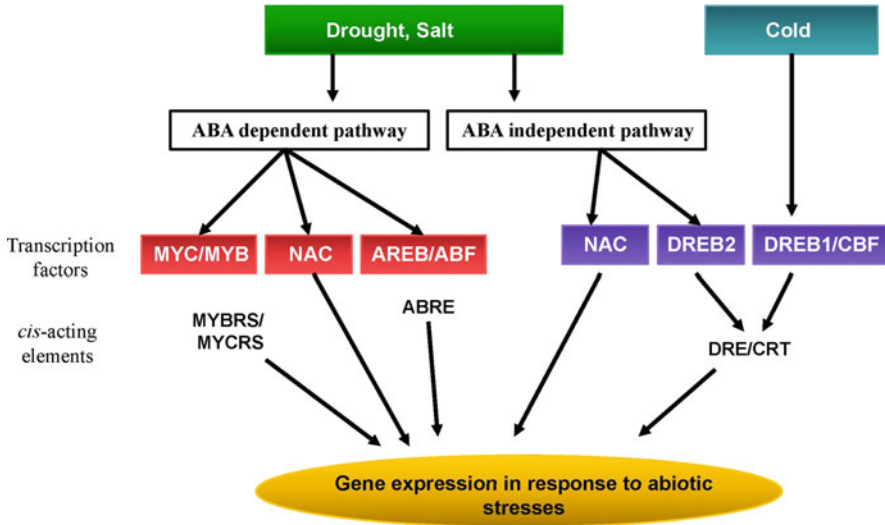 Drought, Salt
Cold
ABA dependent pathway
ABA independent pathway
Transcription
factors
MYC/MYB
NAC
AREB/ABF
NAC
DREB2
DREB1/CBF
cis-acting
elements
MYBRS/
MYCRS
ABRE
DRE/CRT
Gene expression in response to abiotic
stresses